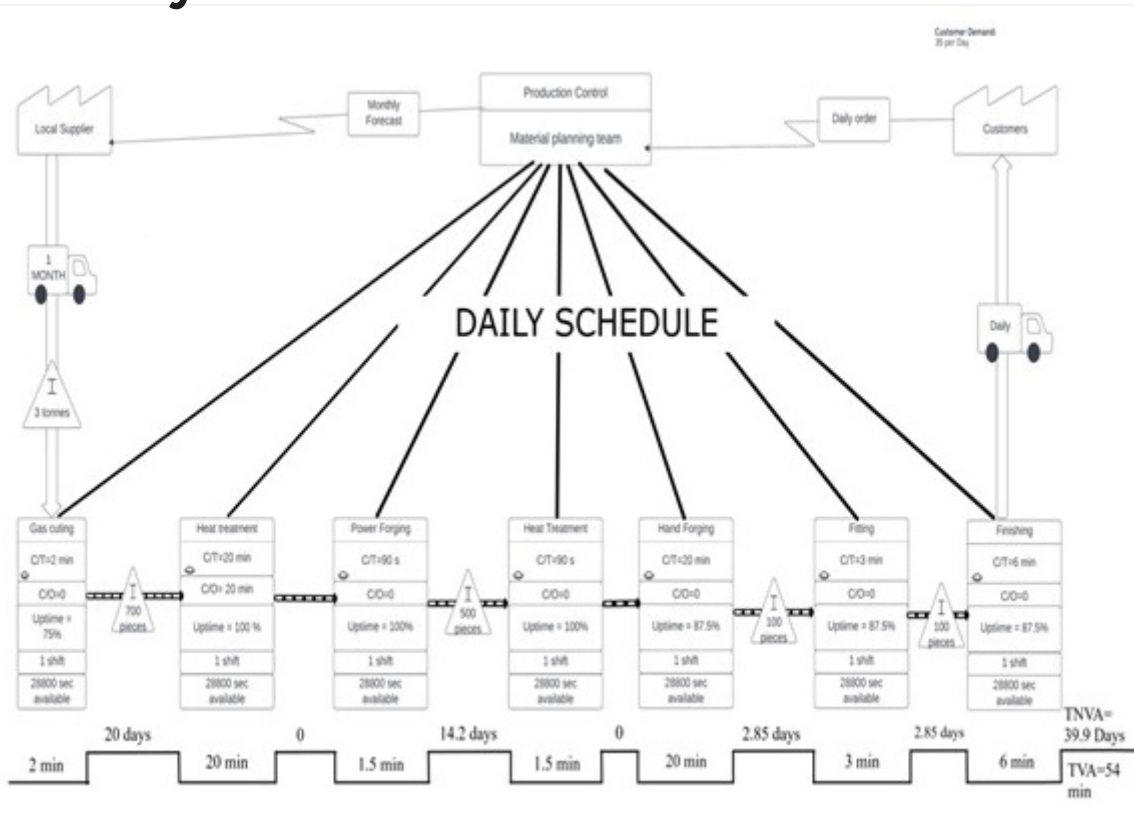 Customer Demand:
35 per Day
Local Supplier
Monthly
Forecast
Production Control
Material planning team
Daily order
Customers
1
MONTH
I
3 tonnes
DAILY SCHEDULE
Daily
Gas cuting
C/T=2 min
C/O=0
Uptime =
75%
1 shift
28800 sec
available
I
700
pieces
Heat treatment
C/T=20 min
C/O= 20 min
Uptime = 100 %
1 shift
28800 sec
available
Power Forging
C/T=90 s
C/O=0
Uptime = 100%
1 shift
28800 sec
available
I
500
pieces
Heat Treatment
C/T=90 s
C/O=0
Uptime = 100%
1 shift
28800 sec
available
Hand Forging
C/T=20 min
C/O=0
Uptime = 87.5%
1 shift
28800 sec
available
I
100
pieces
Fitting
C/T=3 min
C/O=0
Uptime = 87.5%
1 shift
28800 sec
available
I
100
pieces
Finishing
C/T=6 min
C/O=0
Uptime = 87.5%
1 shift
28800 sec
available
20 days
0
14.2 days
0
2.85 days
2.85 days
TNVA=
39.9 Days
2 min
20 min
1.5 min
1.5 min
20 min
3 min
6 min
TVA=54
min